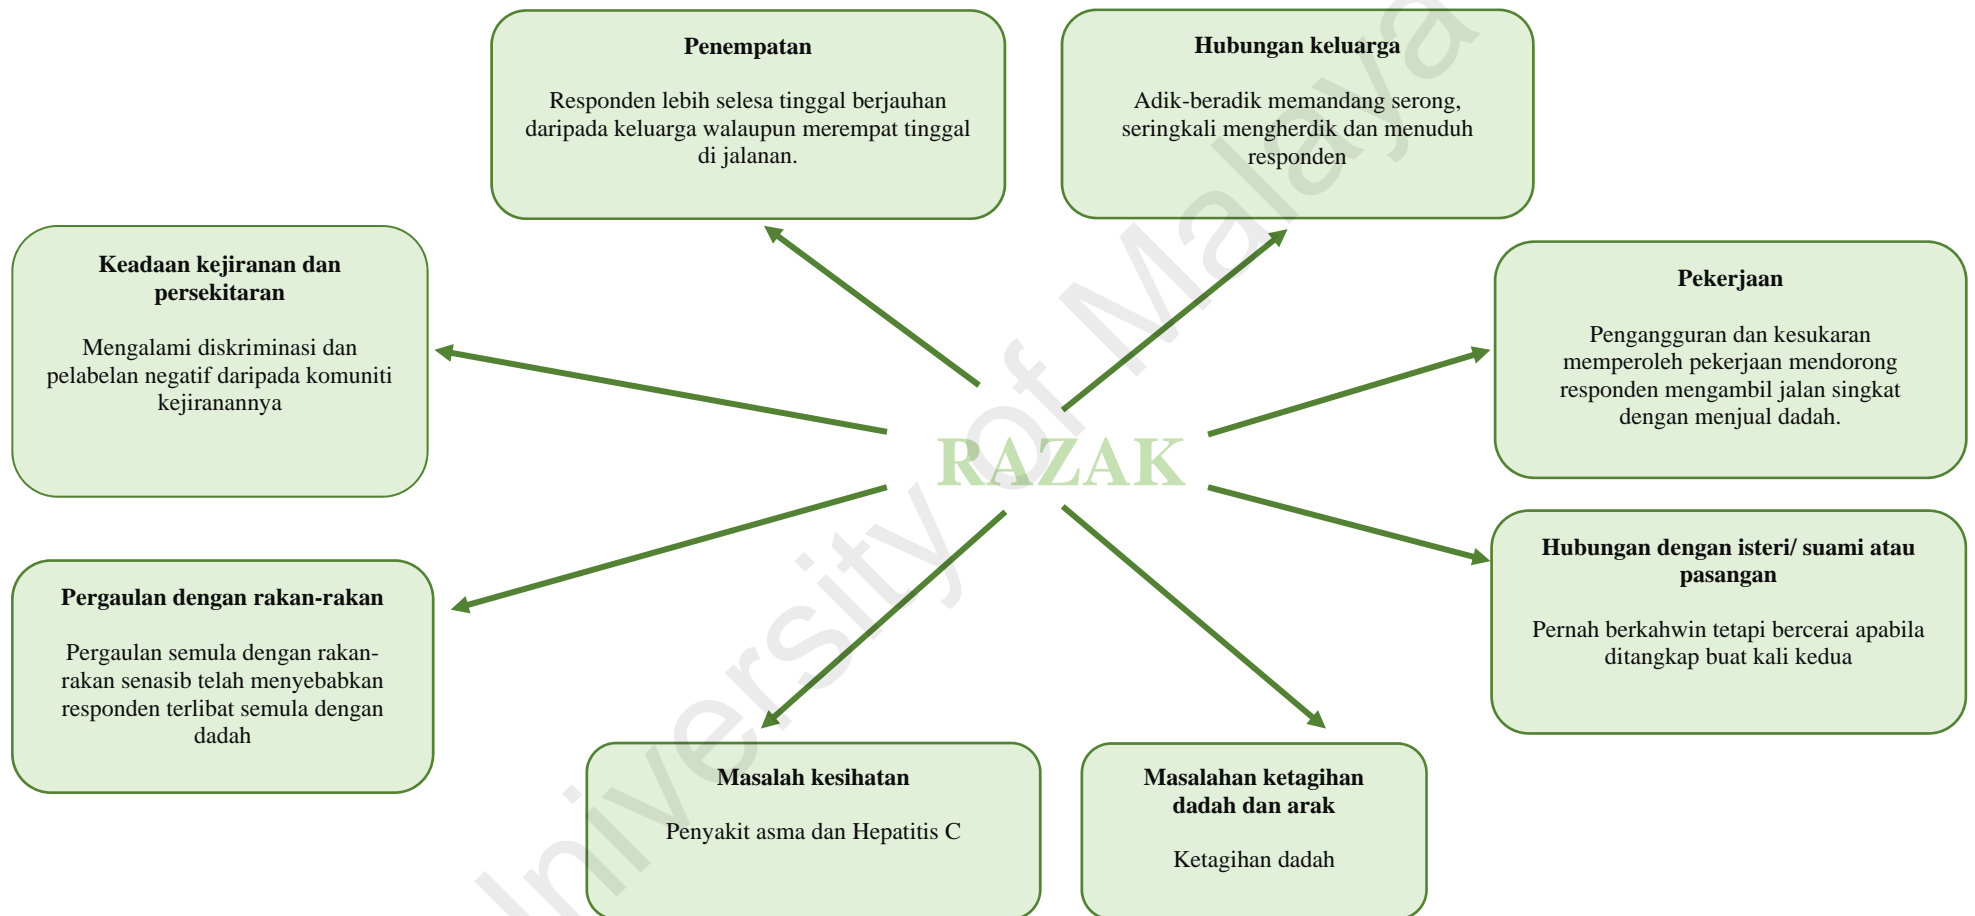 Penempatan
Responden lebih selesa tinggal berjauhan
daripada keluarga walaupun merempat tinggal
di jalanan.
Hubungan keluarga
Adik-beradik memandang serong,
seringkali mengherdik dan menuduh
responden
Keadaan kejiranan dan
persekitaran
Mengalami diskriminasi dan
pelabelan negatif daripada komuniti
kejiranannya
Pekerjaan
Pengangguran dan kesukaran
memperoleh pekerjaan mendorong
responden mengambil jalan singkat
dengan menjual dadah.
RAZAK
Pergaulan dengan rakan-rakan
Pergaulan semula dengan rakan-
rakan senasib telah menyebabkan
responden terlibat semula dengan
dadah
Hubungan dengan isteri/ suami atau
pasangan
Pernah berkahwin tetapi bercerai apabila
ditangkap buat kali kedua
Masalah kesihatan
Penyakit asma dan Hepatitis C
Masalahan ketagihan
dadah dan arak
Ketagihan dadah
University of Malaya